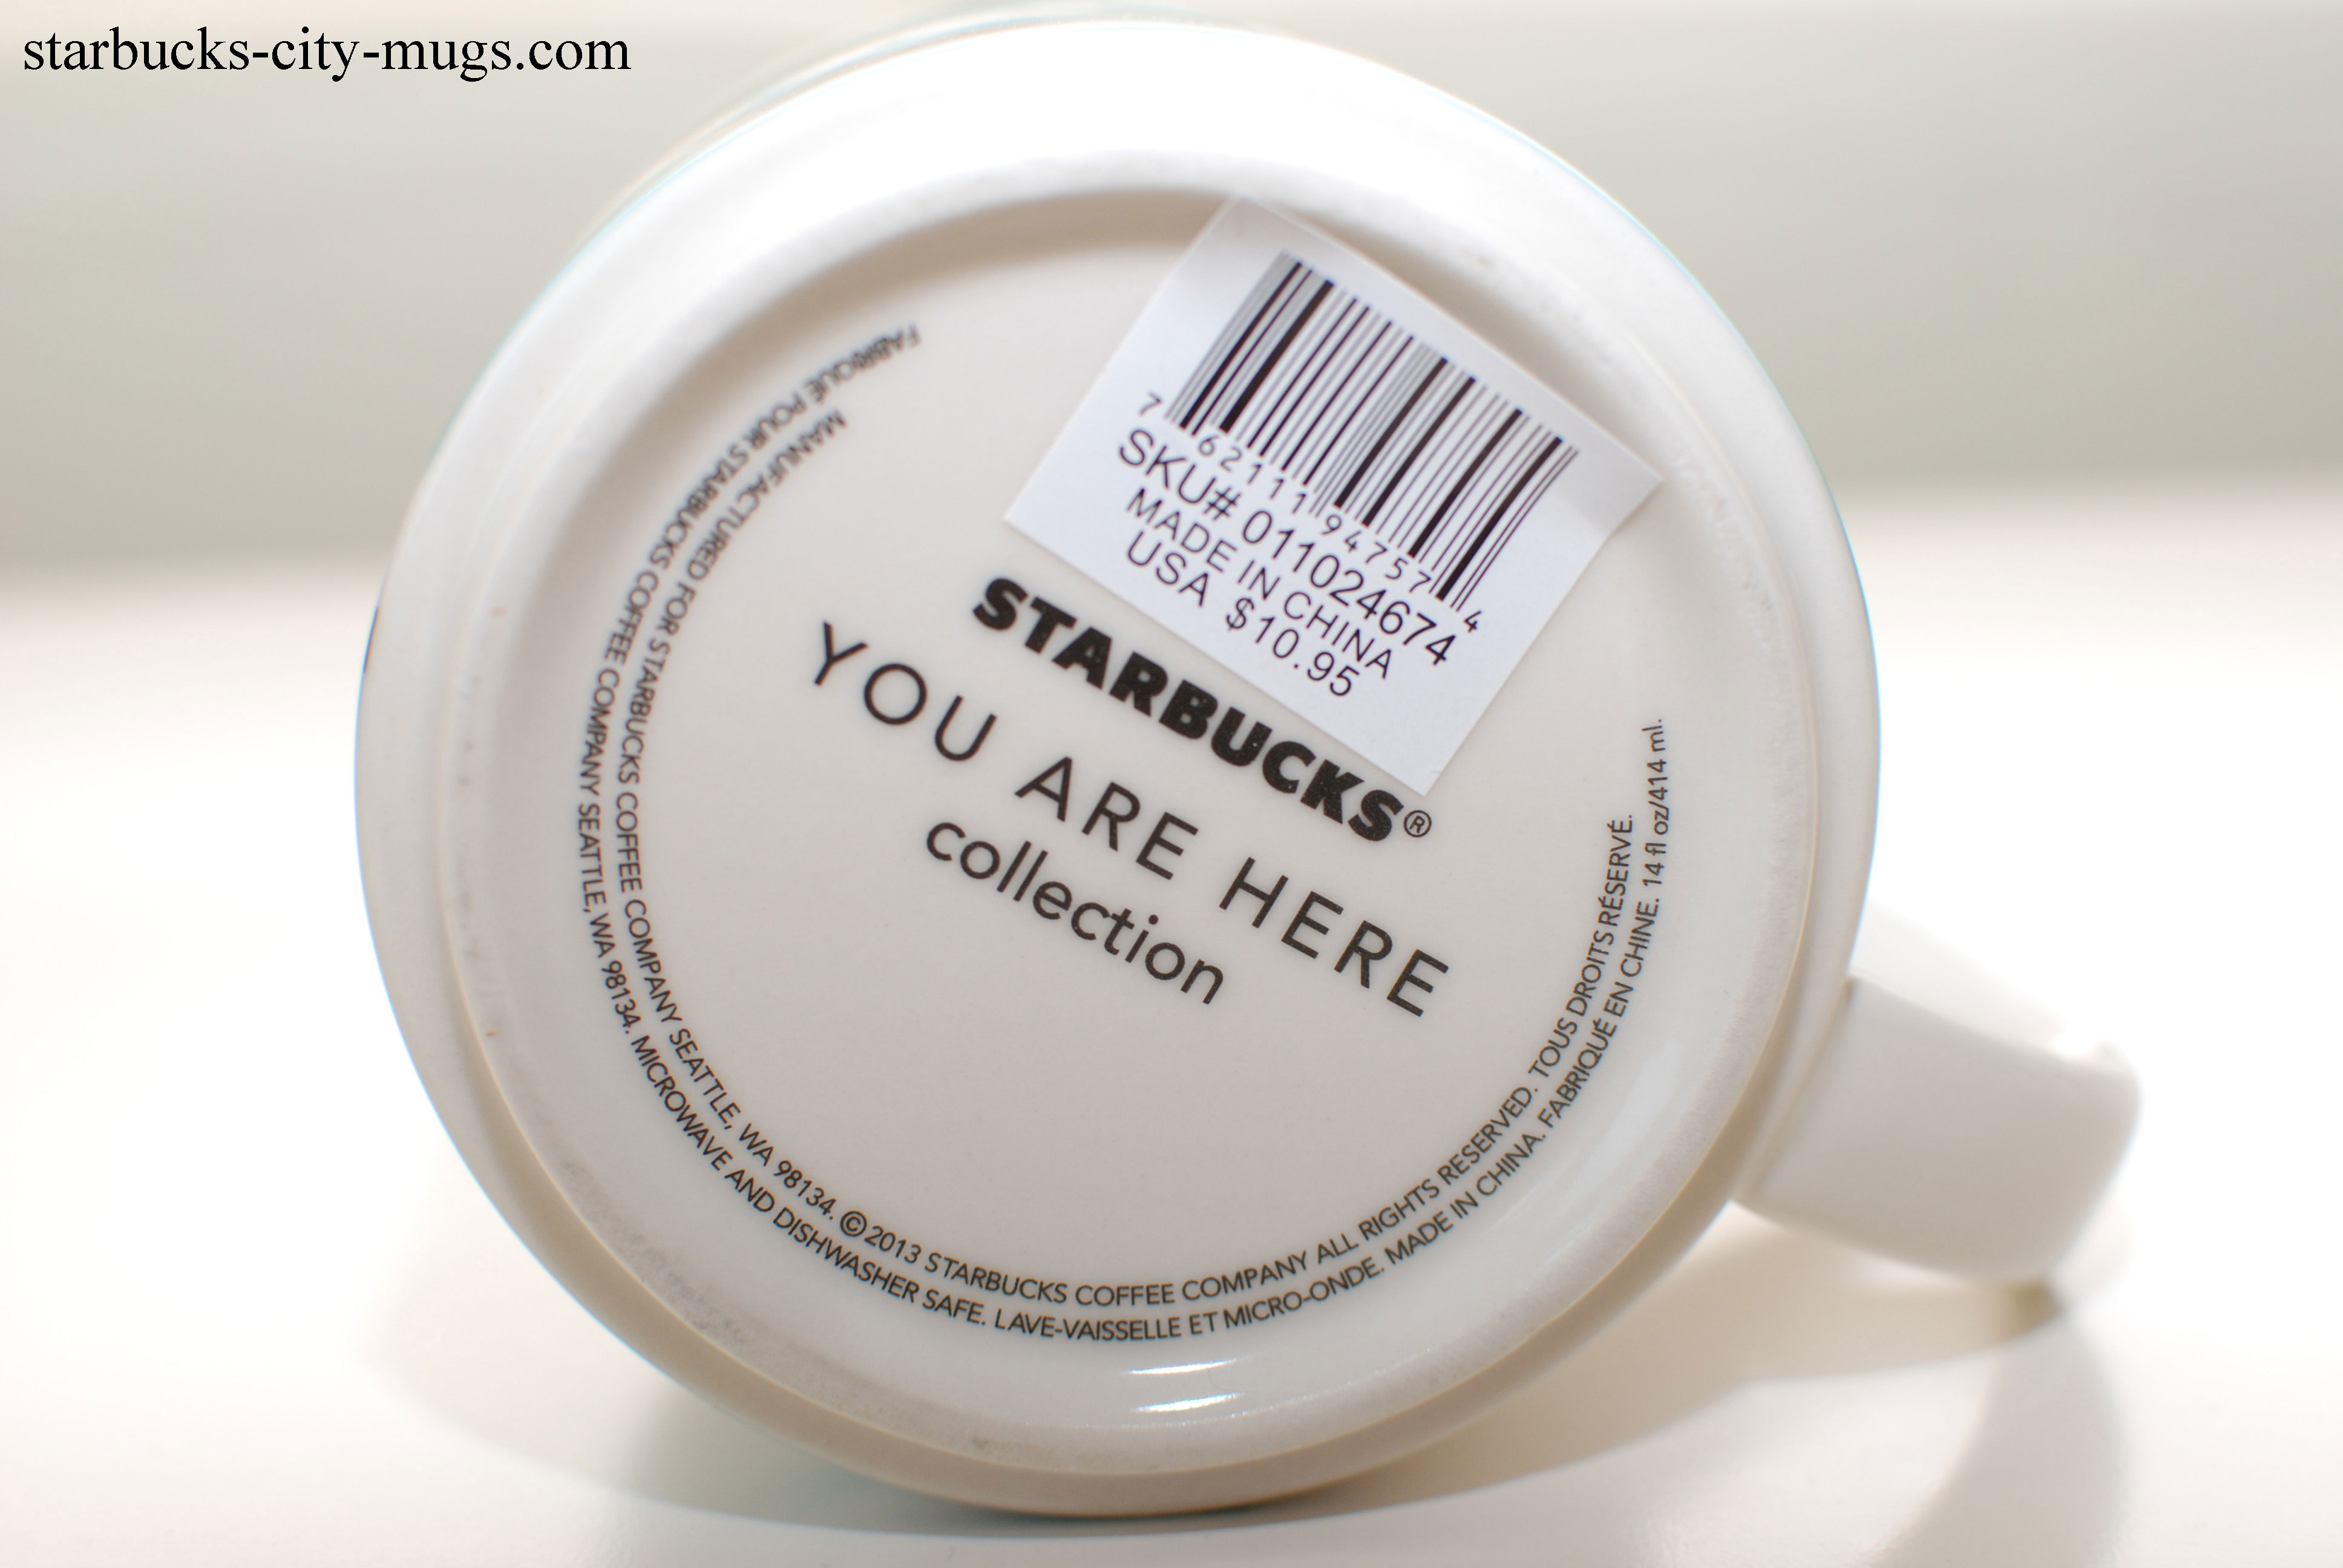 starbucks-city-mugs.com
7 62111 94757 4
SKU# 011024674
MADE IN CHINA
USA $10.95
STARBUCKS®
YOU ARE HERE
collection
MANUFACTURED FOR STARBUCKS COFFEE COMPANY SEATTLE, WA 98134. ©2013 STARBUCKS COFFEE COMPANY ALL RIGHTS RESERVED. TOUS DROITS RÉSERVÉ.
FABRIQUÉ POUR STARBUCKS COFFEE COMPANY SEATTLE, WA 98134. MICROWAVE AND DISHWASHER SAFE. LAVE-VAISSELLE ET MICRO-ONDE. MADE IN CHINA. FABRIQUÉ EN CHINE. 14 fl oz/414 ml.